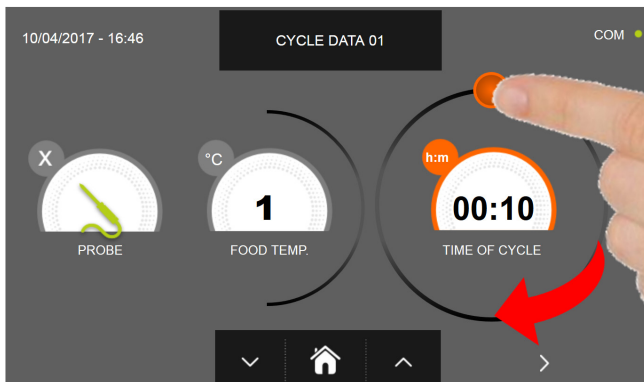 10/04/2017 - 16:46
CYCLE DATA 01
COM
X
°C
h:m
1
00:10
PROBE
FOOD TEMP.
TIME OF CYCLE